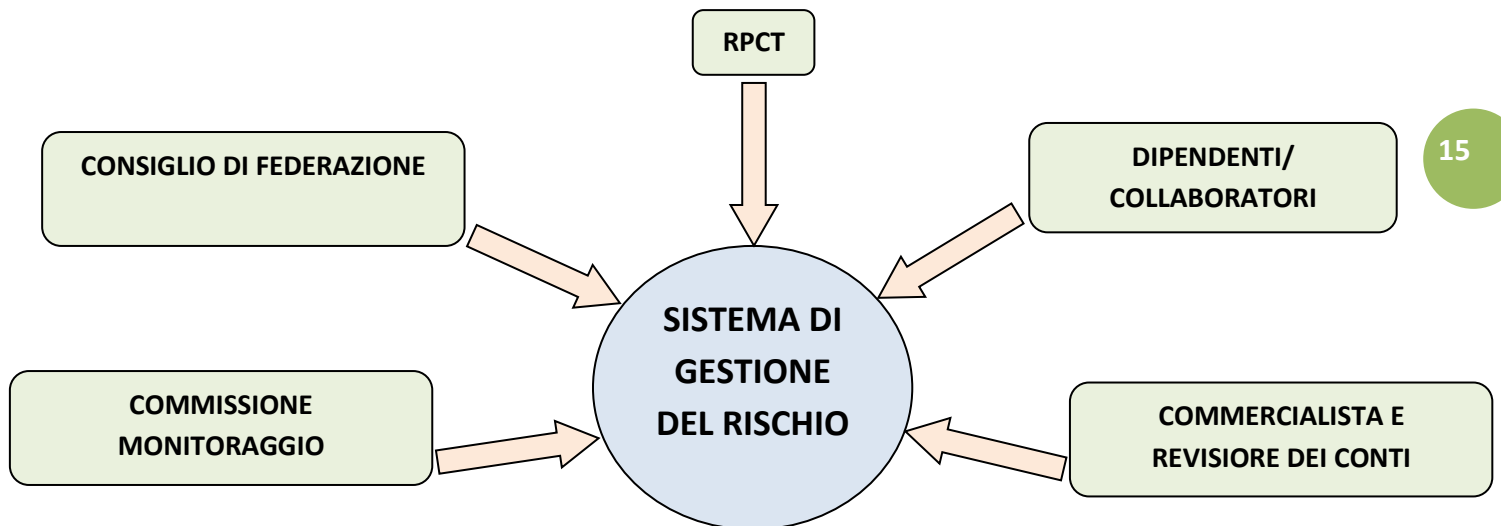 RPCT
CONSIGLIO DI FEDERAZIONE
DIPENDENTI/
COLLABORATORI
15
SISTEMA DI
GESTIONE
DEL RISCHIO
COMMISSIONE
MONITORAGGIO
COMMERCIALISTA E
REVISIORE DEI CONTI